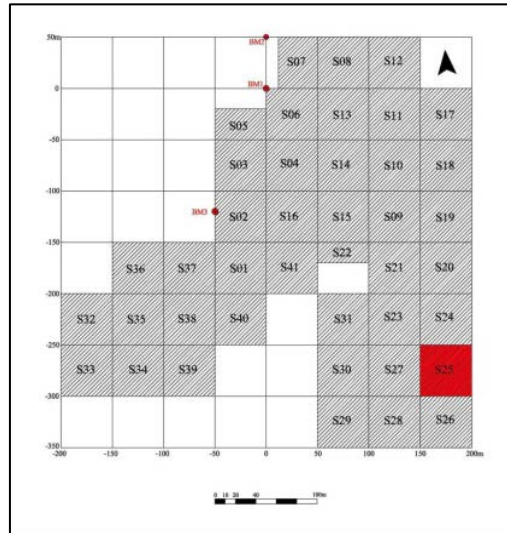 50m
BM2
S07 S08 S12
0
BM1
S06 S13 S11 S17
S05
-50
S03 S04 S14 S10 S18
-100
BM3
S02 S16 S15 S09 S19
-150
S22
S36 S37 S01 S41 S21 S20
-200
S32 S35 S38 S40 S31 S23 S24
-250
S33 S34 S39 S30 S27 S25
-300
S29 S28 S26
-350
-200 -150 -100 -50 0 50 100 150 200m
0 10 20 40 100m